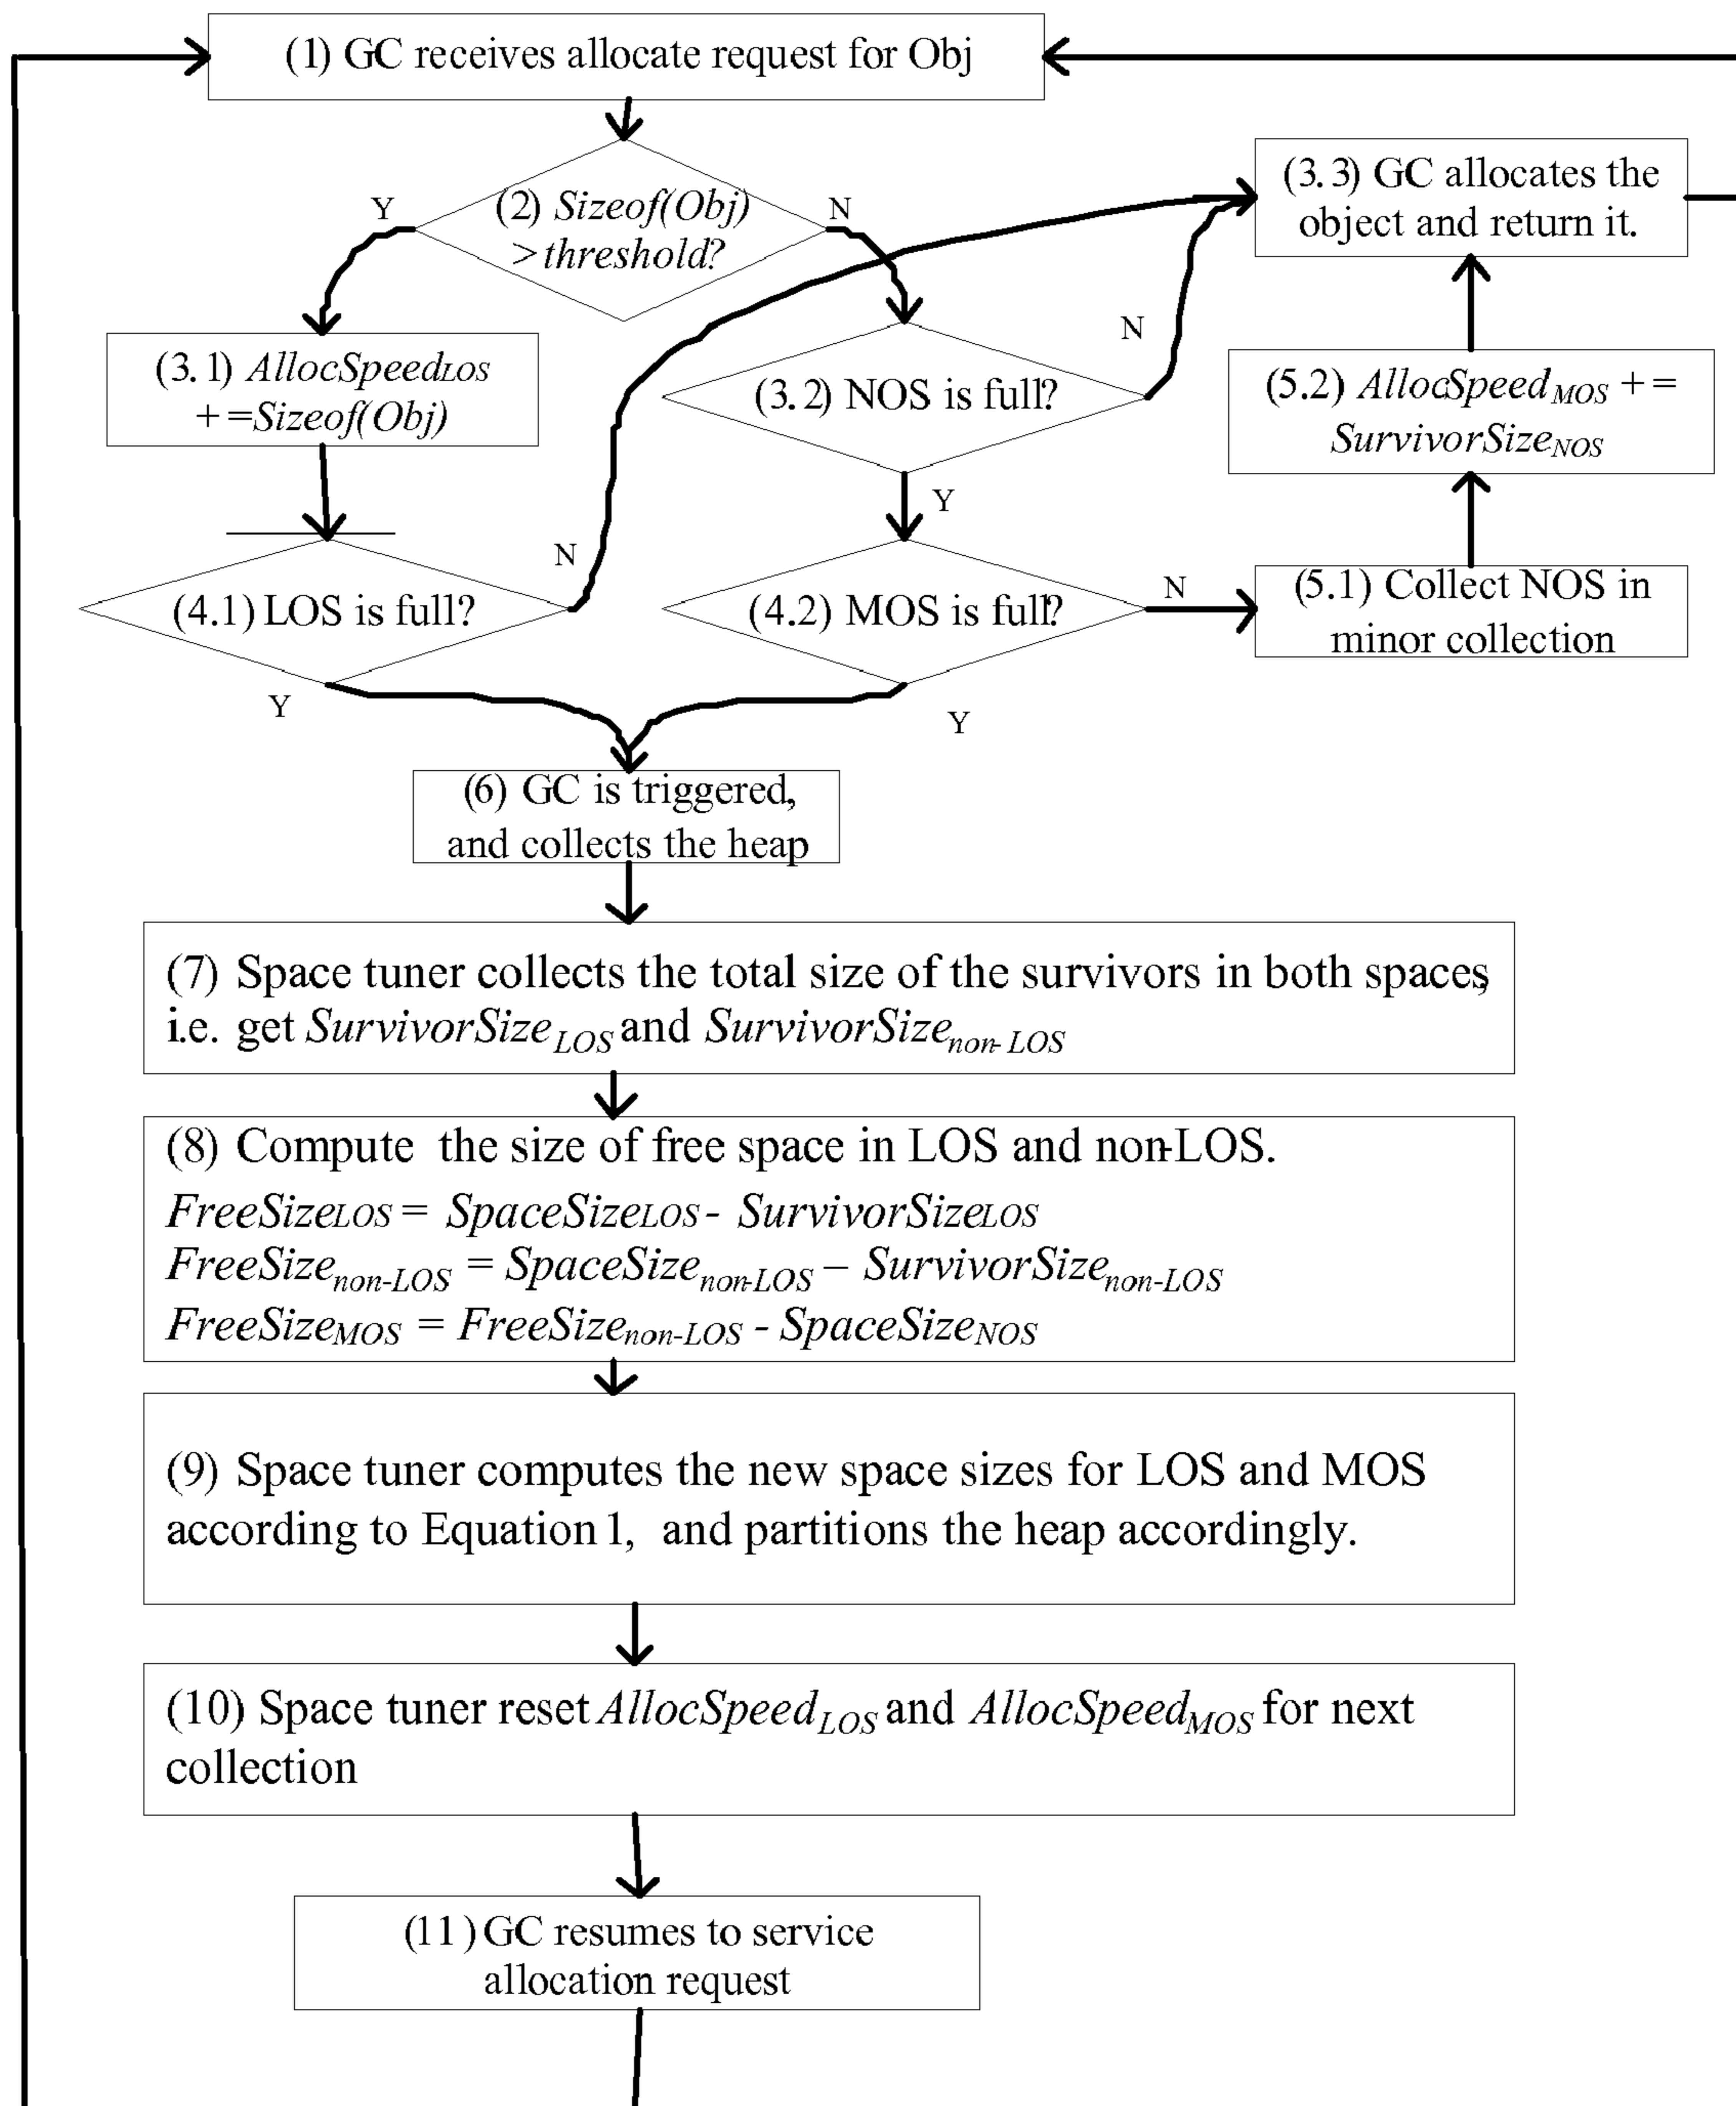 (1) GC receives allocate request for Obj
(2) Sizeof(Obj)
>threshold?
Y
N
(3.3) GC allocates the
object and return it.
(3.1) AllocSpeedLOS
+=Sizeof(Obj)
(3.2) NOS is full?
N
(5.2) AllocSpeedMOS +=
SurvivorSizeNOS
Y
(4.1) LOS is full?
N
(4.2) MOS is full?
N
(5.1) Collect NOS in
minor collection
Y
Y
(6) GC is triggered,
and collects the heap
(7) Space tuner collects the total size of the survivors in both spaces,
i.e. get SurvivorSizeLOS and SurvivorSizenon-LOS
(8) Compute the size of free space in LOS and non-LOS.
FreeSizeLOS = SpaceSizeLOS - SurvivorSizeLOS
FreeSizenon-LOS = SpaceSizenon-LOS – SurvivorSizenon-LOS
FreeSizeMOS = FreeSizenon-LOS - SpaceSizeNOS
(9) Space tuner computes the new space sizes for LOS and MOS
according to Equation 1, and partitions the heap accordingly.
(10) Space tuner reset AllocSpeedLOS and AllocSpeedMOS for next
collection
(11) GC resumes to service
allocation request